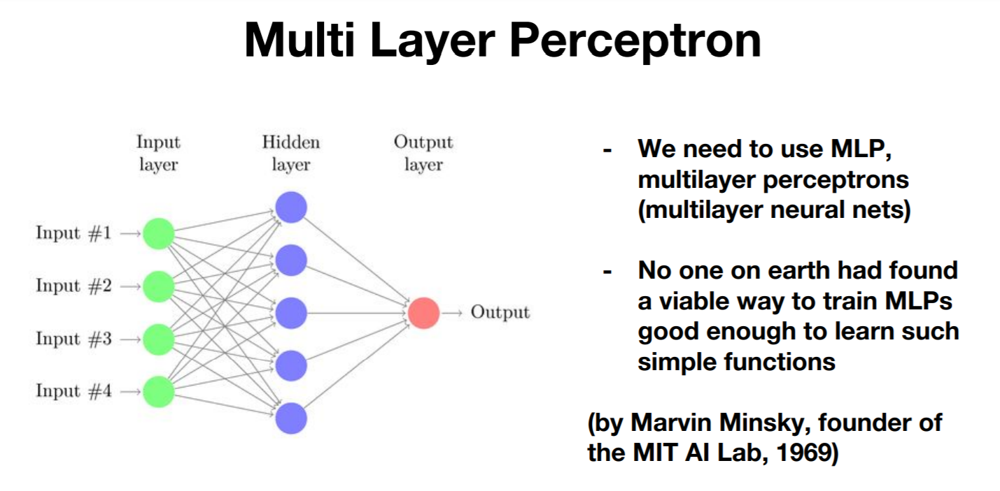 Multi Layer Perceptron
Input
layer
Hidden
layer
Output
layer
Input #1
Input #2
Input #3
Input #4
Output
- We need to use MLP,
multilayer perceptrons
(multilayer neural nets)
- No one on earth had found
a viable way to train MLPs
good enough to learn such
simple functions
(by Marvin Minsky, founder of
the MIT AI Lab, 1969)